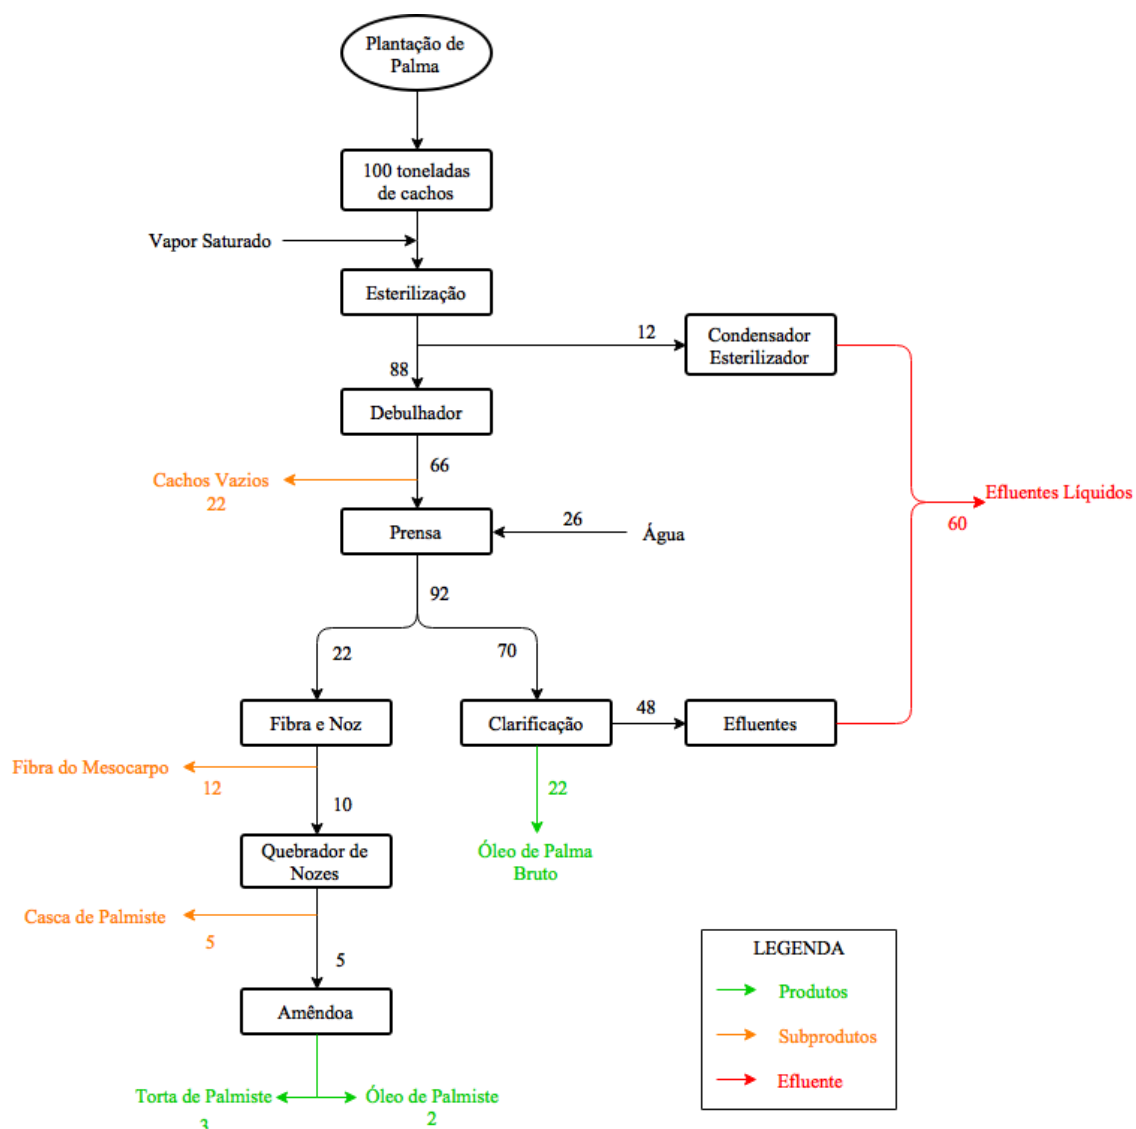 Plantação de
Palma
100 toneladas
de cachos
Vapor Saturado
Esterilização
12
Condensador
Esterilizador
88
Debulhador
66
Cachos Vazios
22
Efluentes Líquidos
60
Prensa
26
Água
92
22
70
Fibra e Noz
Clarificação
48
Efluentes
Fibra do Mesocarpo
12
10
22
Quebrador de
Nozes
Óleo de Palma
Bruto
Casca de Palmiste
5
5
Amêndoa
Torta de Palmiste
3
Óleo de Palmiste
2
LEGENDA
Produtos
Subprodutos
Efluente